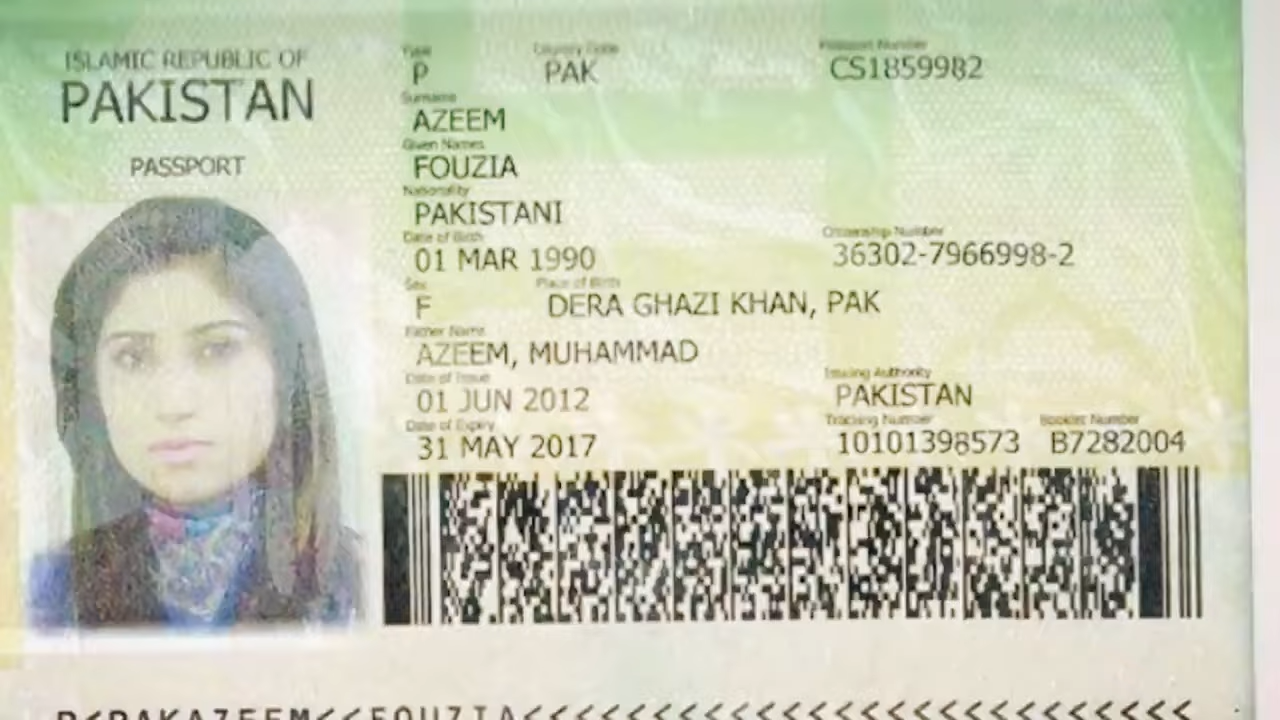 ISLAMIC REPUBLIC OF
PAKISTAN
PASSPORT
Type Country Code Passport Number
P PAK CS1859982
Surname
AZEEM
Given Names
FOUZIA
Nationality
PAKISTANI
Date of Birth Citizenship Number
01 MAR 1990 36302-7966998-2
Sex Place of Birth
F DERA GHAZI KHAN, PAK
Father Name
AZEEM, MUHAMMAD
Date of Issue Issuing Authority
01 JUN 2012 PAKISTAN
Date of Expiry Tracking Number Booklet Number
31 MAY 2017 10101398573 B7282004
P<PAKAZEEM<<FOUZIA<<<<<<<<<<<<<<<<<<<<<<<<<<